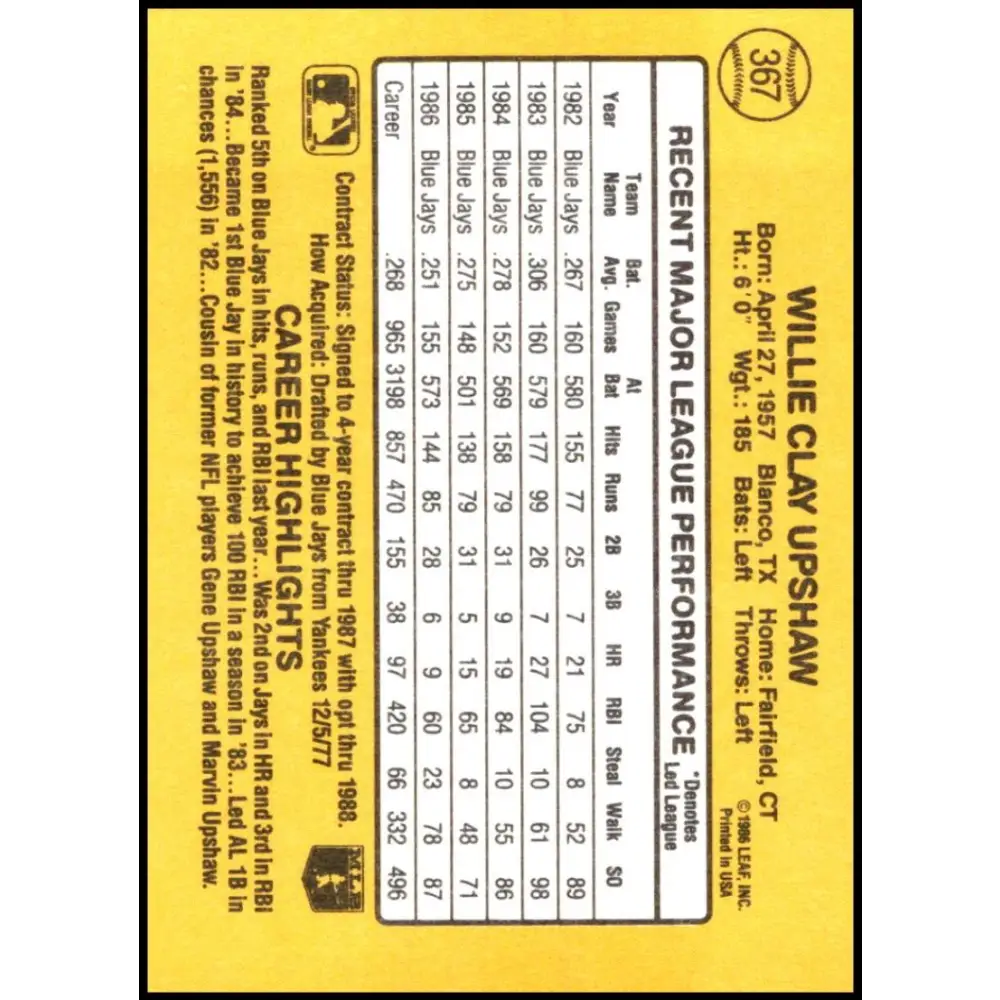 367
WILLIE CLAY UPSHAW
Born: April 27, 1957 Blanco, TX Home: Fairfield, CT
Ht.: 6'0" Wgt.: 185 Bats: Left Throws: Left
©1986 LEAF, INC.
Printed in USA
RECENT MAJOR LEAGUE PERFORMANCE *Denotes Led League
Year Team Name Bat. Avg. Games At Bat Hits Runs 2B 3B HR RBI Steal Walk SO
1982 Blue Jays .267 160 580 155 77 25 7 21 75 8 52 89
1983 Blue Jays .306 160 579 177 99 26 7 27 104 10 61 98
1984 Blue Jays .278 152 569 158 79 31 9 19 84 10 55 86
1985 Blue Jays .275 148 501 138 79 31 5 15 65 8 48 71
1986 Blue Jays .251 155 573 144 85 28 6 9 60 23 78 87
Career .268 965 3198 857 470 155 38 97 420 66 332 496
Contract Status: Signed to 4-year contract thru 1987 with opt thru 1988.
How Acquired: Drafted by Blue Jays from Yankees 12/5/77
MLB
CAREER HIGHLIGHTS
Ranked 5th on Blue Jays in hits, runs, and RBI last year...Was 2nd on Jays in HR and 3rd in RBI
in '84...Became 1st Blue Jay in history to achieve 100 RBI in a season in '83...Led AL 1B in
chances (1,556) in '82...Cousin of former NFL players Gene Upshaw and Marvin Upshaw.